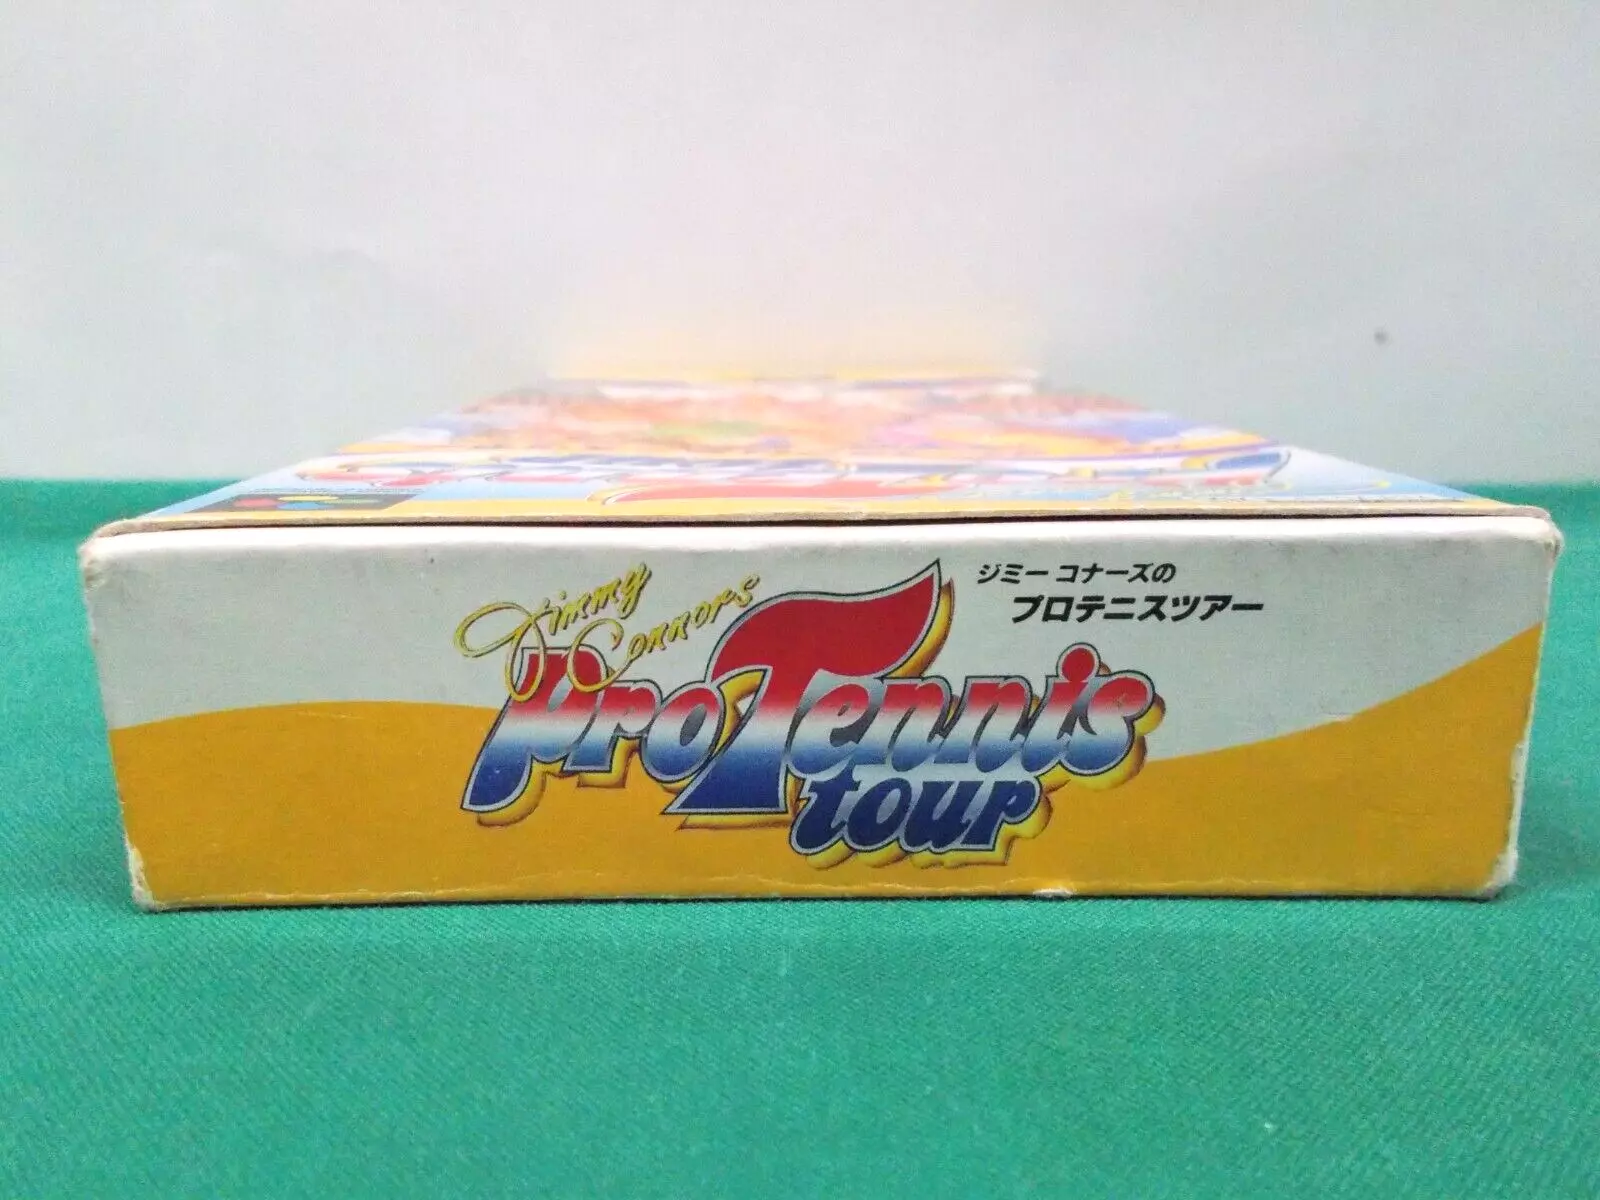 Jimmy
Connors
ジミー コナーズの
プロテニスツアー
Pro Tennis
tour